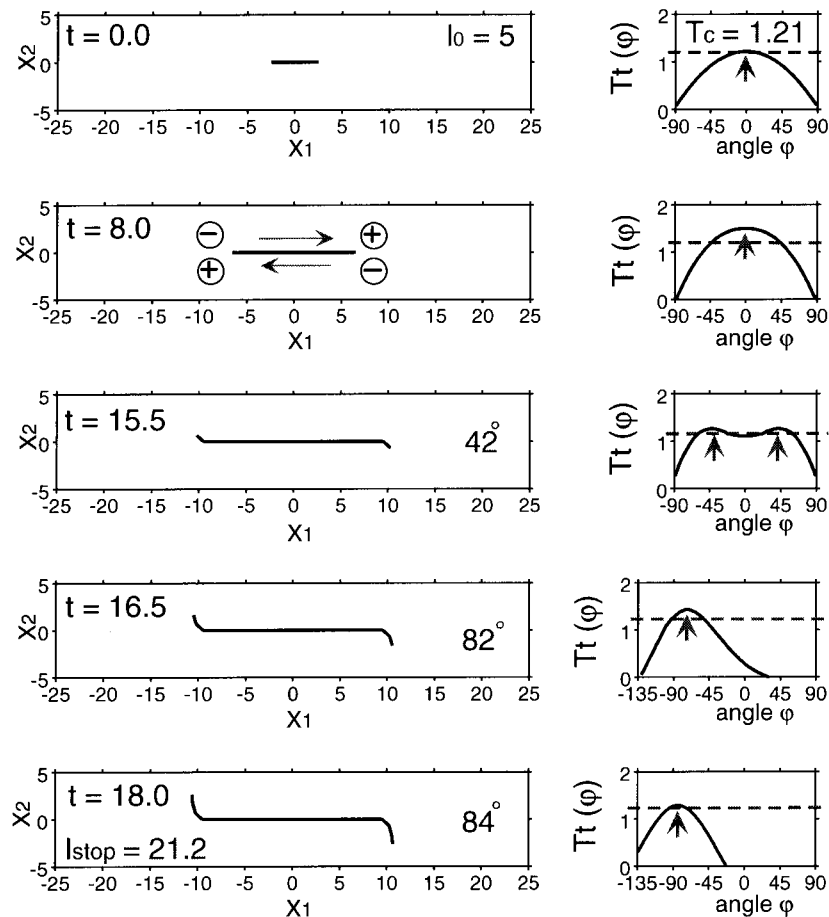 t = 0.0
I0 = 5
5
X2 0
-5
-25 -20 -15 -10 -5 0 5 10 15 20 25
X1
Tc = 1.21
2
1
0
Tt (φ)
-90 -45 0 45 90
angle φ
5
X2 0
-5
t = 8.0
− +
+ −
-25 -20 -15 -10 -5 0 5 10 15 20 25
X1
2
1
0
Tt (φ)
-90 -45 0 45 90
angle φ
5
X2 0
-5
t = 15.5
42°
-25 -20 -15 -10 -5 0 5 10 15 20 25
X1
2
1
0
Tt (φ)
-90 -45 0 45 90
angle φ
5
X2 0
-5
t = 16.5
82°
-25 -20 -15 -10 -5 0 5 10 15 20 25
X1
2
1
0
Tt (φ)
-135 -90 -45 0 45 90
angle φ
5
X2 0
-5
t = 18.0
84°
lstop = 21.2
-25 -20 -15 -10 -5 0 5 10 15 20 25
X1
2
1
0
Tt (φ)
-135 -90 -45 0 45 90
angle φ